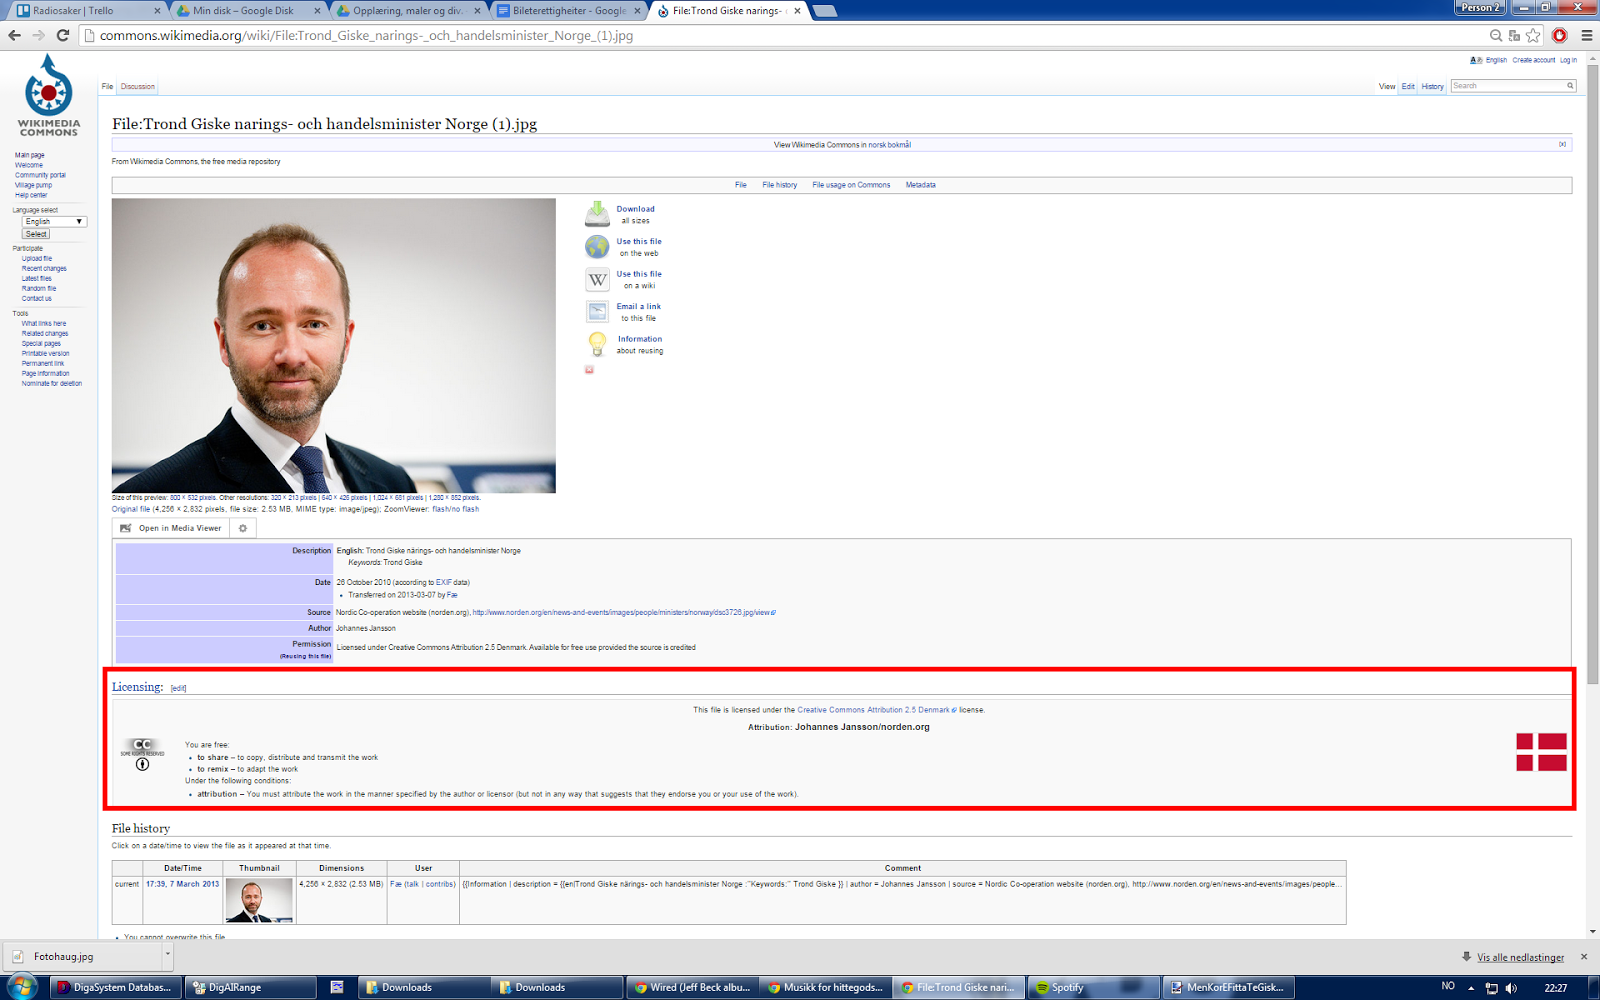 Radiosaker | Trello
Min disk – Google Disk
Opplæring, maler og div.
Bileterettigheiter - Google
File:Trond Giske narings-
Person 2
commons.wikimedia.org/wiki/File:Trond_Giske_narings-_och_handelsminister_Norge_(1).jpg
English Create account Log in
WIKIMEDIA
COMMONS
Main page
Welcome
Community portal
Village pump
Help center
Language select
English
Select
Participate
Upload file
Recent changes
Latest files
Random file
Contact us
Tools
What links here
Related changes
Special pages
Printable version
Permanent link
Page information
Nominate for deletion
File Discussion
View Edit History Search
File:Trond Giske narings- och handelsminister Norge (1).jpg
View Wikimedia Commons in norsk bokmål
[x]
From Wikimedia Commons, the free media repository
File File history File usage on Commons Metadata
Download
all sizes
Use this file
on the web
W
Use this file
on a wiki
Email a link
to this file
Information
about reusing
Size of this preview: 800 × 532 pixels. Other resolutions: 320 × 213 pixels | 640 × 426 pixels | 1,024 × 681 pixels | 1,280 × 852 pixels.
Original file (4,256 × 2,832 pixels, file size: 2.53 MB, MIME type: image/jpeg); ZoomViewer: flash/no flash
Open in Media Viewer
Description English: Trond Giske närings- och handelsminister Norge
Keywords: Trond Giske
Date 26 October 2010 (according to EXIF data)
• Transferred on 2013-03-07 by Fæ
Source Nordic Co-operation website (norden.org), http://www.norden.org/en/news-and-events/images/people/ministers/norway/dsc3726.jpg/view
Author Johannes Jansson
Permission
(Reusing this file)
Licensed under Creative Commons Attribution 2.5 Denmark. Available for free use provided the source is credited
Licensing: [edit]
This file is licensed under the Creative Commons Attribution 2.5 Denmark license.
Attribution: Johannes Jansson/norden.org
CC
SOME RIGHTS RESERVED
You are free:
• to share – to copy, distribute and transmit the work
• to remix – to adapt the work
Under the following conditions:
• attribution – You must attribute the work in the manner specified by the author or licensor (but not in any way that suggests that they endorse you or your use of the work).
File history
Click on a date/time to view the file as it appeared at that time.
Date/Time Thumbnail Dimensions User Comment
current 17:39, 7 March 2013 4,256 × 2,832 (2.53 MB) Fæ (talk | contribs) {{Information | description = {{en|Trond Giske närings- och handelsminister Norge :''Keywords:'' Trond Giske }} | author = Johannes Jansson | source = Nordic Co-operation website (norden.org), http://www.norden.org/en/news-and-events/images/people...
• You cannot overwrite this file.
Fotohaug.jpg
Vis alle nedlastinger
DigaSystem Databas...
DigAIRange
Downloads
Downloads
Wired (Jeff Beck albu...
Musikk for hittegods...
File:Trond Giske nari...
Spotify
MenKorEFittaTeGisk...
NO
22:27